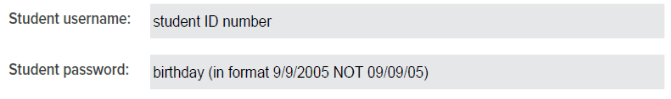 Student username: student ID number
Student password: birthday (in format 9/9/2005 NOT 09/09/05)